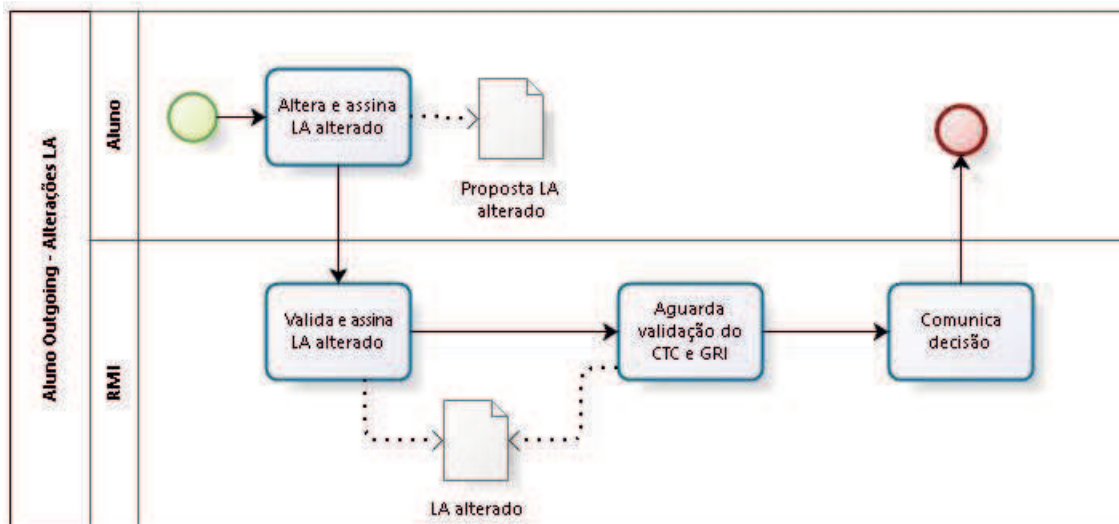 Aluno Outgoing - Alterações LA
Aluno
Altera e assina
LA alterado
Proposta LA
alterado
RMI
Valida e assina
LA alterado
Aguarda
validação do
CTC e GRI
Comunica
decisão
LA alterado